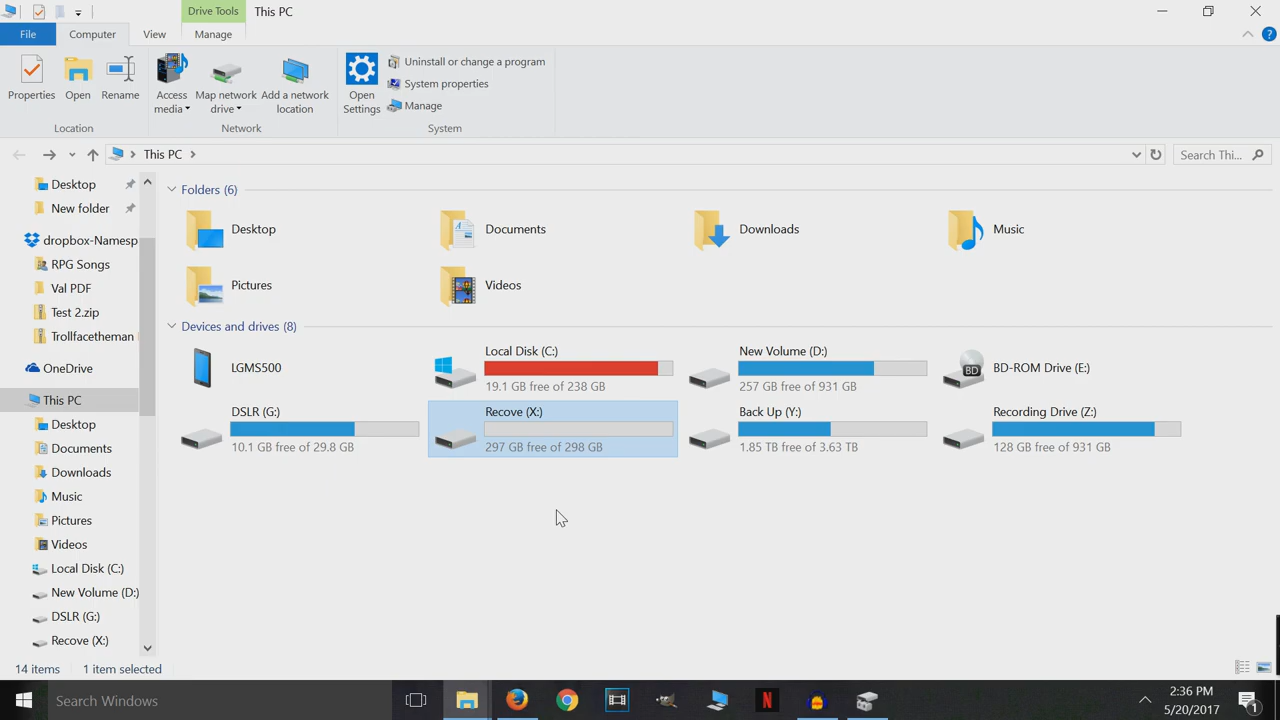 Drive Tools
This PC
File
Computer
View
Manage
Properties
Open
Rename
Access media
Map network drive
Add a network location
Open Settings
Uninstall or change a program
System properties
Manage
Location
Network
System
This PC
Search Thi...
Desktop
New folder
dropbox-Namesp
RPG Songs
Val PDF
Test 2.zip
Trollfacetheman
OneDrive
This PC
Desktop
Documents
Downloads
Music
Pictures
Videos
Local Disk (C:)
New Volume (D:)
DSLR (G:)
Recove (X:)
Folders (6)
Desktop
Documents
Downloads
Music
Pictures
Videos
Devices and drives (8)
LGMS500
Local Disk (C:)
19.1 GB free of 238 GB
New Volume (D:)
257 GB free of 931 GB
BD
BD-ROM Drive (E:)
DSLR (G:)
10.1 GB free of 29.8 GB
Recove (X:)
297 GB free of 298 GB
Back Up (Y:)
1.85 TB free of 3.63 TB
Recording Drive (Z:)
128 GB free of 931 GB
14 items
1 item selected
Search Windows
N
2:36 PM
5/20/2017
1